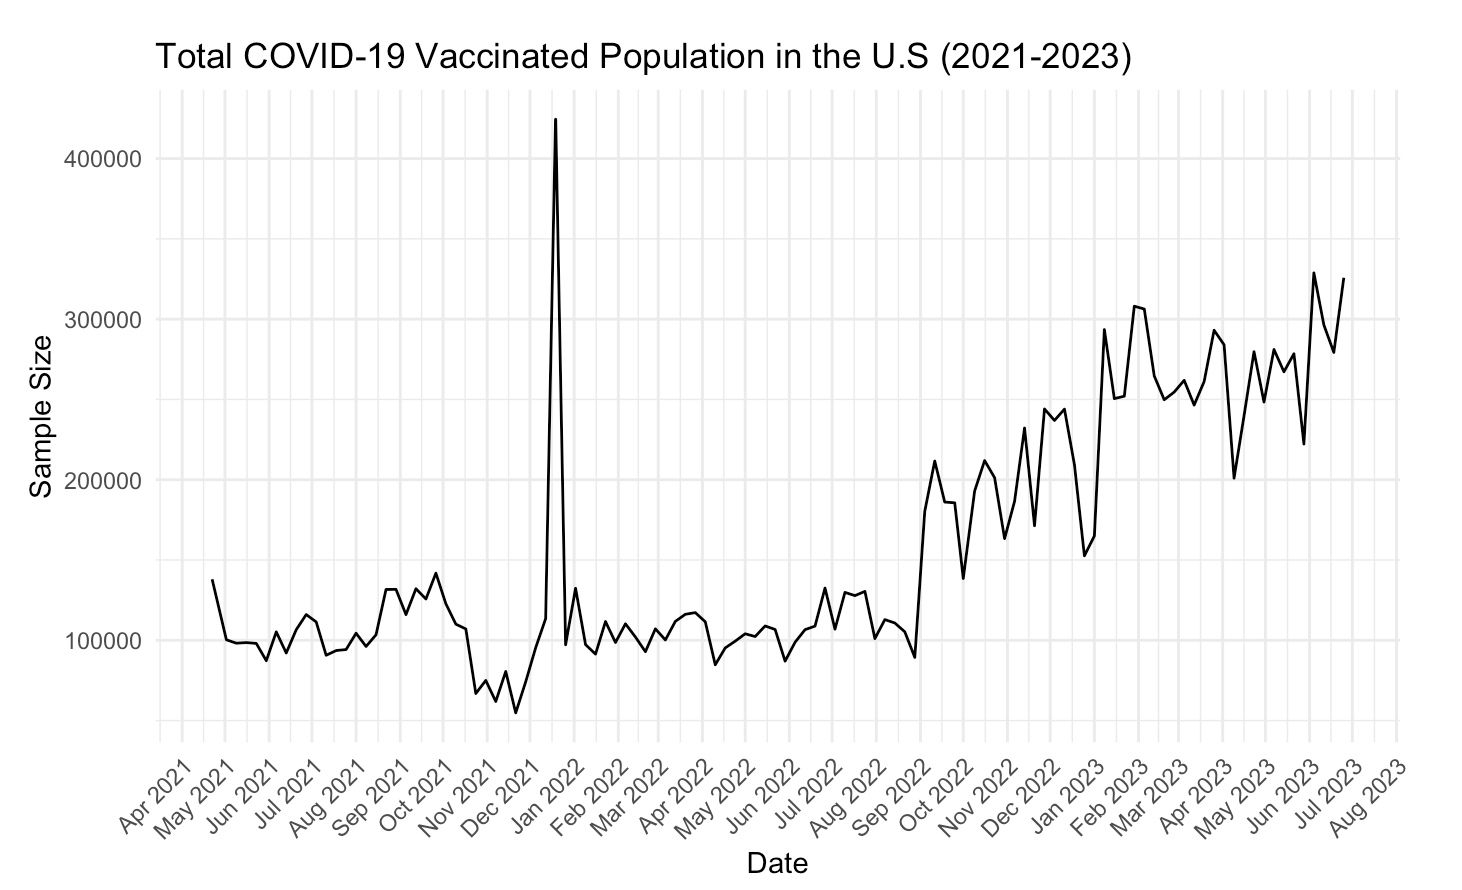 Total COVID-19 Vaccinated Population in the U.S (2021-2023)
400000
300000
200000
100000
Sample Size
Apr 2021
May 2021
Jun 2021
Jul 2021
Aug 2021
Sep 2021
Oct 2021
Nov 2021
Dec 2021
Jan 2022
Feb 2022
Mar 2022
Apr 2022
May 2022
Jun 2022
Jul 2022
Aug 2022
Sep 2022
Oct 2022
Nov 2022
Dec 2022
Jan 2023
Feb 2023
Mar 2023
Apr 2023
May 2023
Jun 2023
Jul 2023
Aug 2023
Date